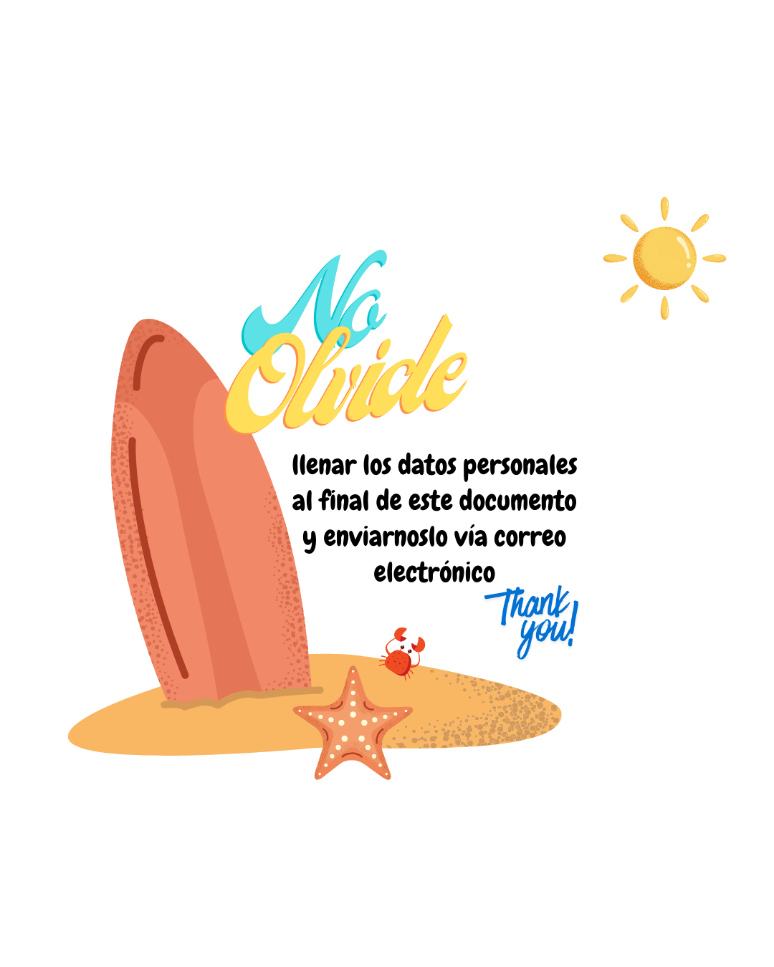 No
Olvide
llenar los datos personales
al final de este documento
y enviarnoslo vía correo
electrónico
Thank
you!